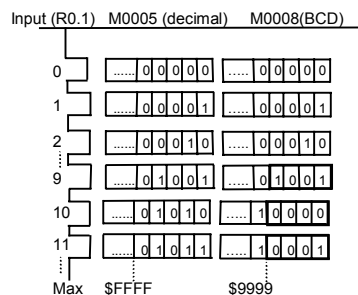 Input (R0.1) M0005 (decimal) M0008(BCD)
0 ...... 0 0 0 0 0 ..... 0 0 0 0 0
1 ...... 0 0 0 0 1 ..... 0 0 0 0 1
2 ...... 0 0 0 1 0 ..... 0 0 0 1 0
9 ...... 0 1 0 0 1 ..... 0 1 0 0 1
10 ...... 0 1 0 1 0 ..... 1 0 0 0 0
11 ...... 0 1 0 1 1 ..... 1 0 0 0 1
Max $FFFF $9999